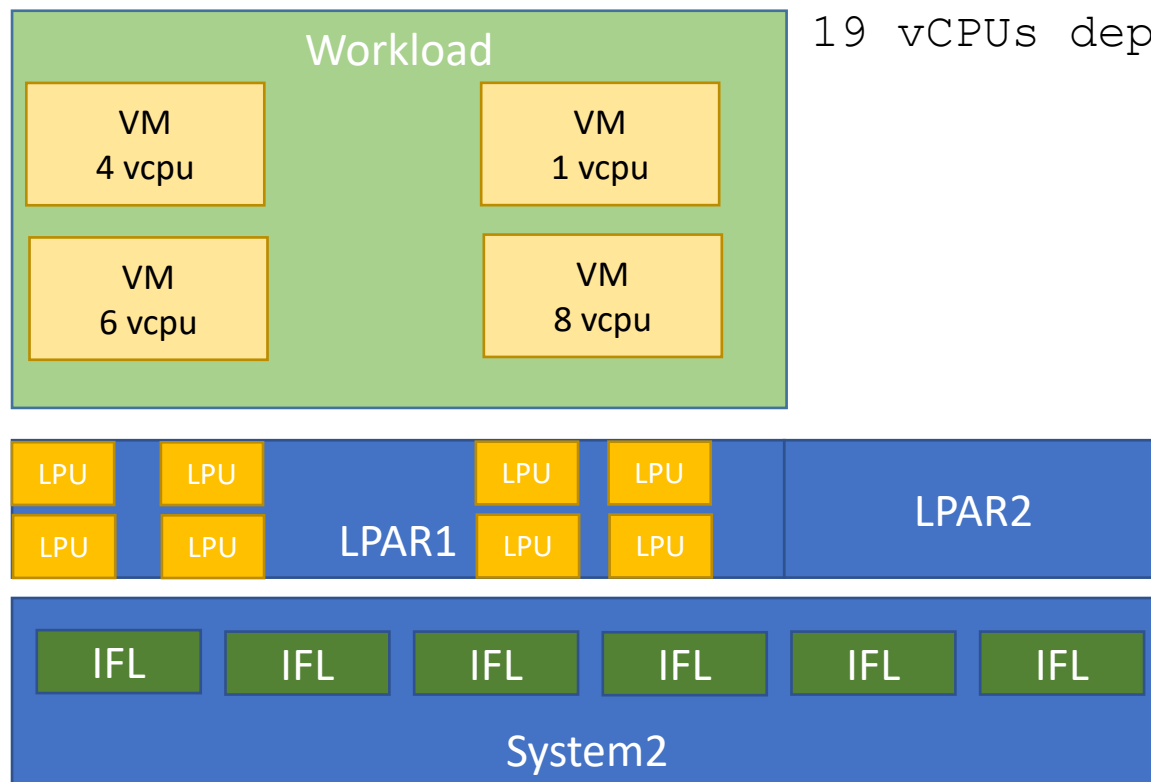 Workload
19 vCPUs dep
VM
4 vcpu
VM
1 vcpu
VM
6 vcpu
VM
8 vcpu
LPU
LPU
LPU
LPU
LPU
LPU
LPAR1
LPU
LPU
LPAR2
IFL
IFL
IFL
IFL
IFL
IFL
System2